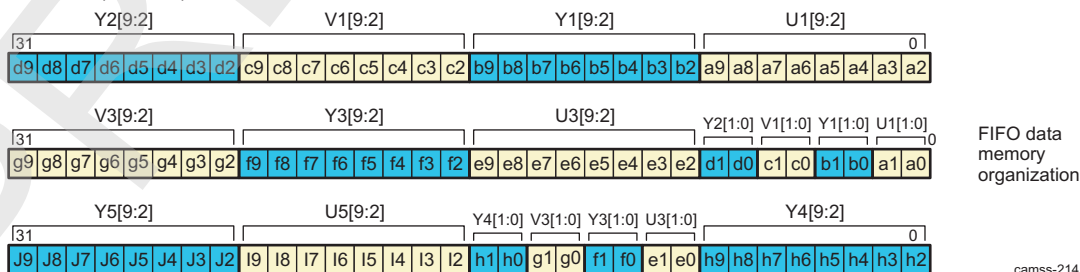 Y2[9:2] V1[9:2] Y1[9:2] U1[9:2]
31 0
d9 d8 d7 d6 d5 d4 d3 d2 c9 c8 c7 c6 c5 c4 c3 c2 b9 b8 b7 b6 b5 b4 b3 b2 a9 a8 a7 a6 a5 a4 a3 a2
V3[9:2] Y3[9:2] U3[9:2] Y2[1:0] V1[1:0] Y1[1:0] U1[1:0]
31 0
g9 g8 g7 g6 g5 g4 g3 g2 f9 f8 f7 f6 f5 f4 f3 f2 e9 e8 e7 e6 e5 e4 e3 e2 d1 d0 c1 c0 b1 b0 a1 a0
FIFO data
memory
organization
Y5[9:2] U5[9:2] Y4[1:0] V3[1:0] Y3[1:0] U3[1:0] Y4[9:2]
31 0
J9 J8 J7 J6 J5 J4 J3 J2 I9 I8 I7 I6 I5 I4 I3 I2 h1 h0 g1 g0 f1 f0 e1 e0 h9 h8 h7 h6 h5 h4 h3 h2
camss-214